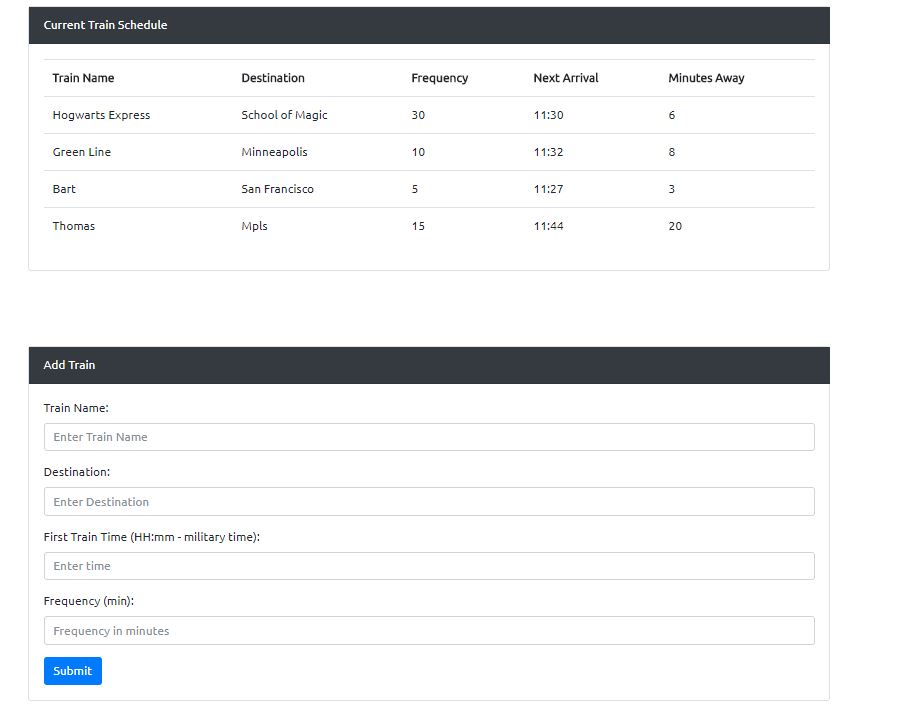 Current Train Schedule
Train Name Destination Frequency Next Arrival Minutes Away
Hogwarts Express School of Magic 30 11:30 6
Green Line Minneapolis 10 11:32 8
Bart San Francisco 5 11:27 3
Thomas Mpls 15 11:44 20
Add Train
Train Name:
Enter Train Name
Destination:
Enter Destination
First Train Time (HH:mm - military time):
Enter time
Frequency (min):
Frequency in minutes
Submit